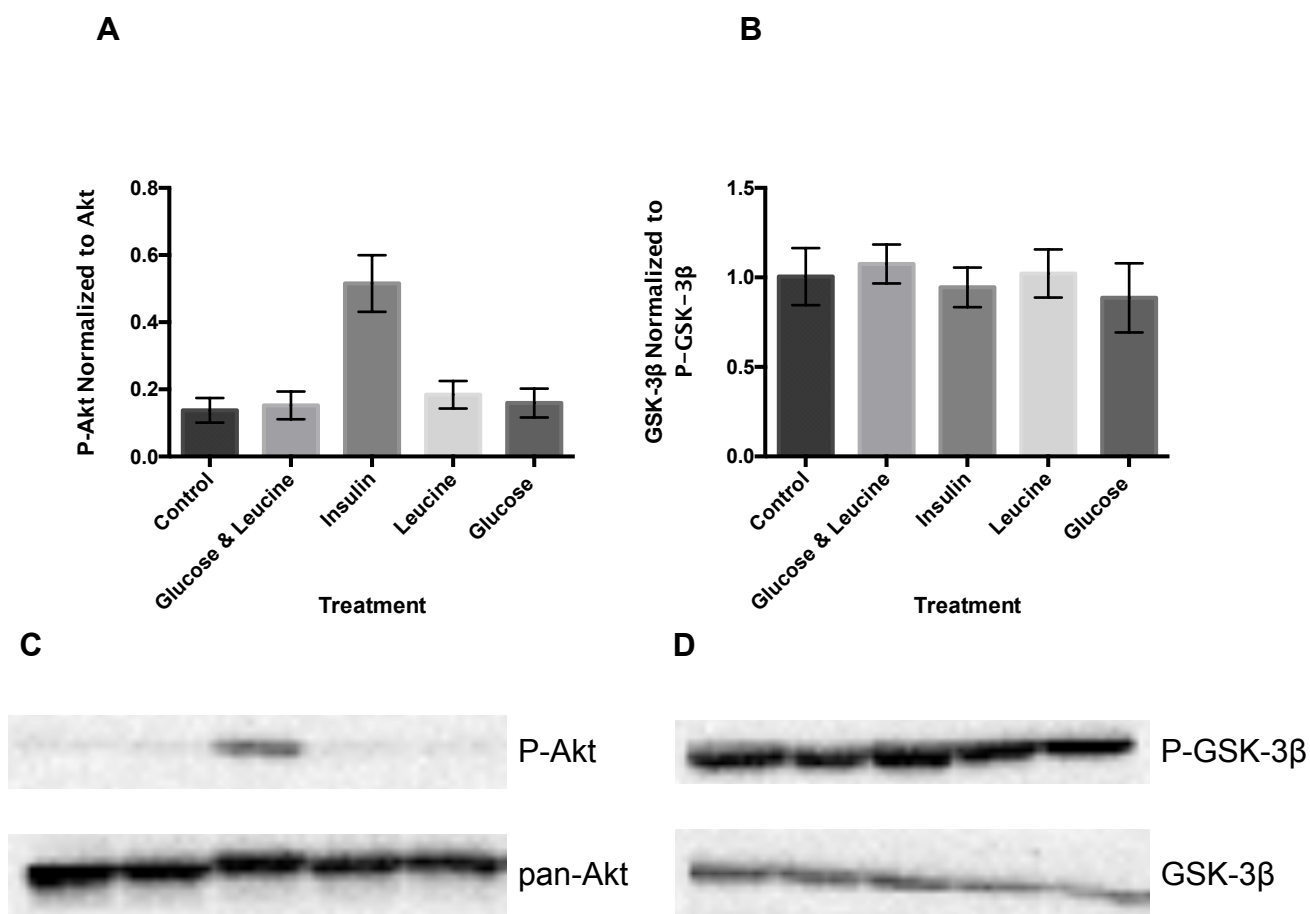 A
B
P-Akt Normalized to Akt
0.8
0.6
0.4
0.2
0.0
Control
Glucose & Leucine
Insulin
Leucine
Glucose
Treatment
GSK-3β Normalized to
P-GSK-3β
1.5
1.0
0.5
0.0
Control
Glucose & Leucine
Insulin
Leucine
Glucose
Treatment
C
D
P-Akt
pan-Akt
P-GSK-3β
GSK-3β